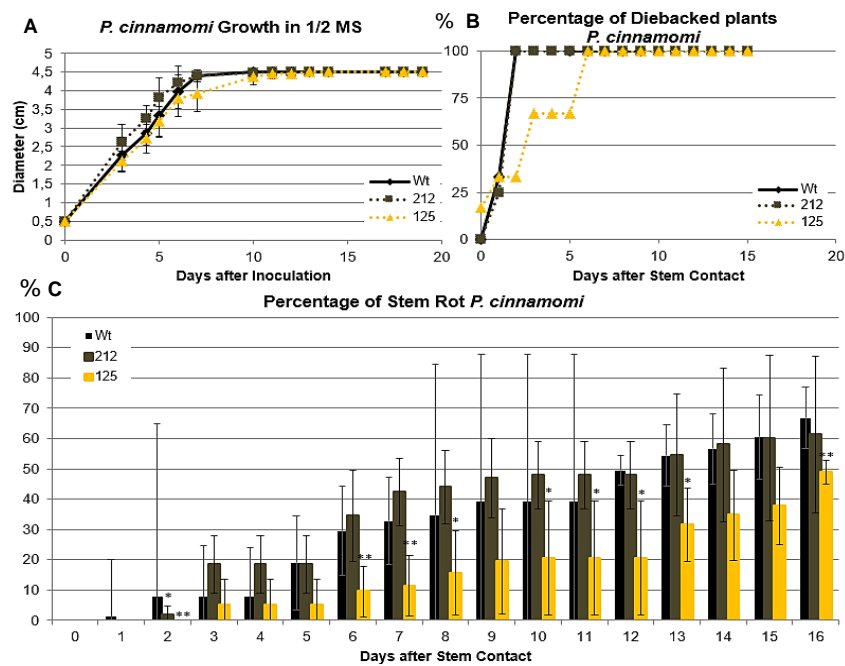 A
P. cinnamomi Growth in 1/2 MS
5
4,5
4
3,5
3
2,5
2
1,5
1
0,5
0
Diameter (cm)
Wt
212
125
0 5 10 15 20
Days after Inoculation
% B
Percentage of Diebacked plants
P. cinnamomi
100
75
50
25
0
Wt
212
125
0 5 10 15 20
Days after Stem Contact
% C
Percentage of Stem Rot P. cinnamomi
100
90
80
70
60
50
40
30
20
10
0
Wt
212
125
* ** ** ** * * * * * **
0 1 2 3 4 5 6 7 8 9 10 11 12 13 14 15 16
Days after Stem Contact